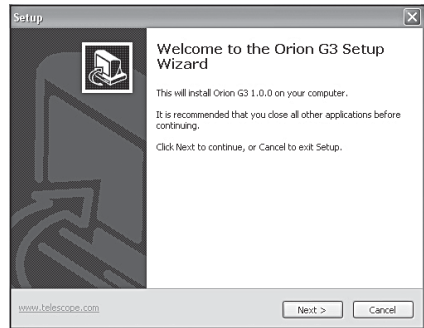 Setup
Welcome to the Orion G3 Setup
Wizard
This will install Orion G3 1.0.0 on your computer.
It is recommended that you close all other applications before
continuing.
Click Next to continue, or Cancel to exit Setup.
www.telescope.com
Next >
Cancel